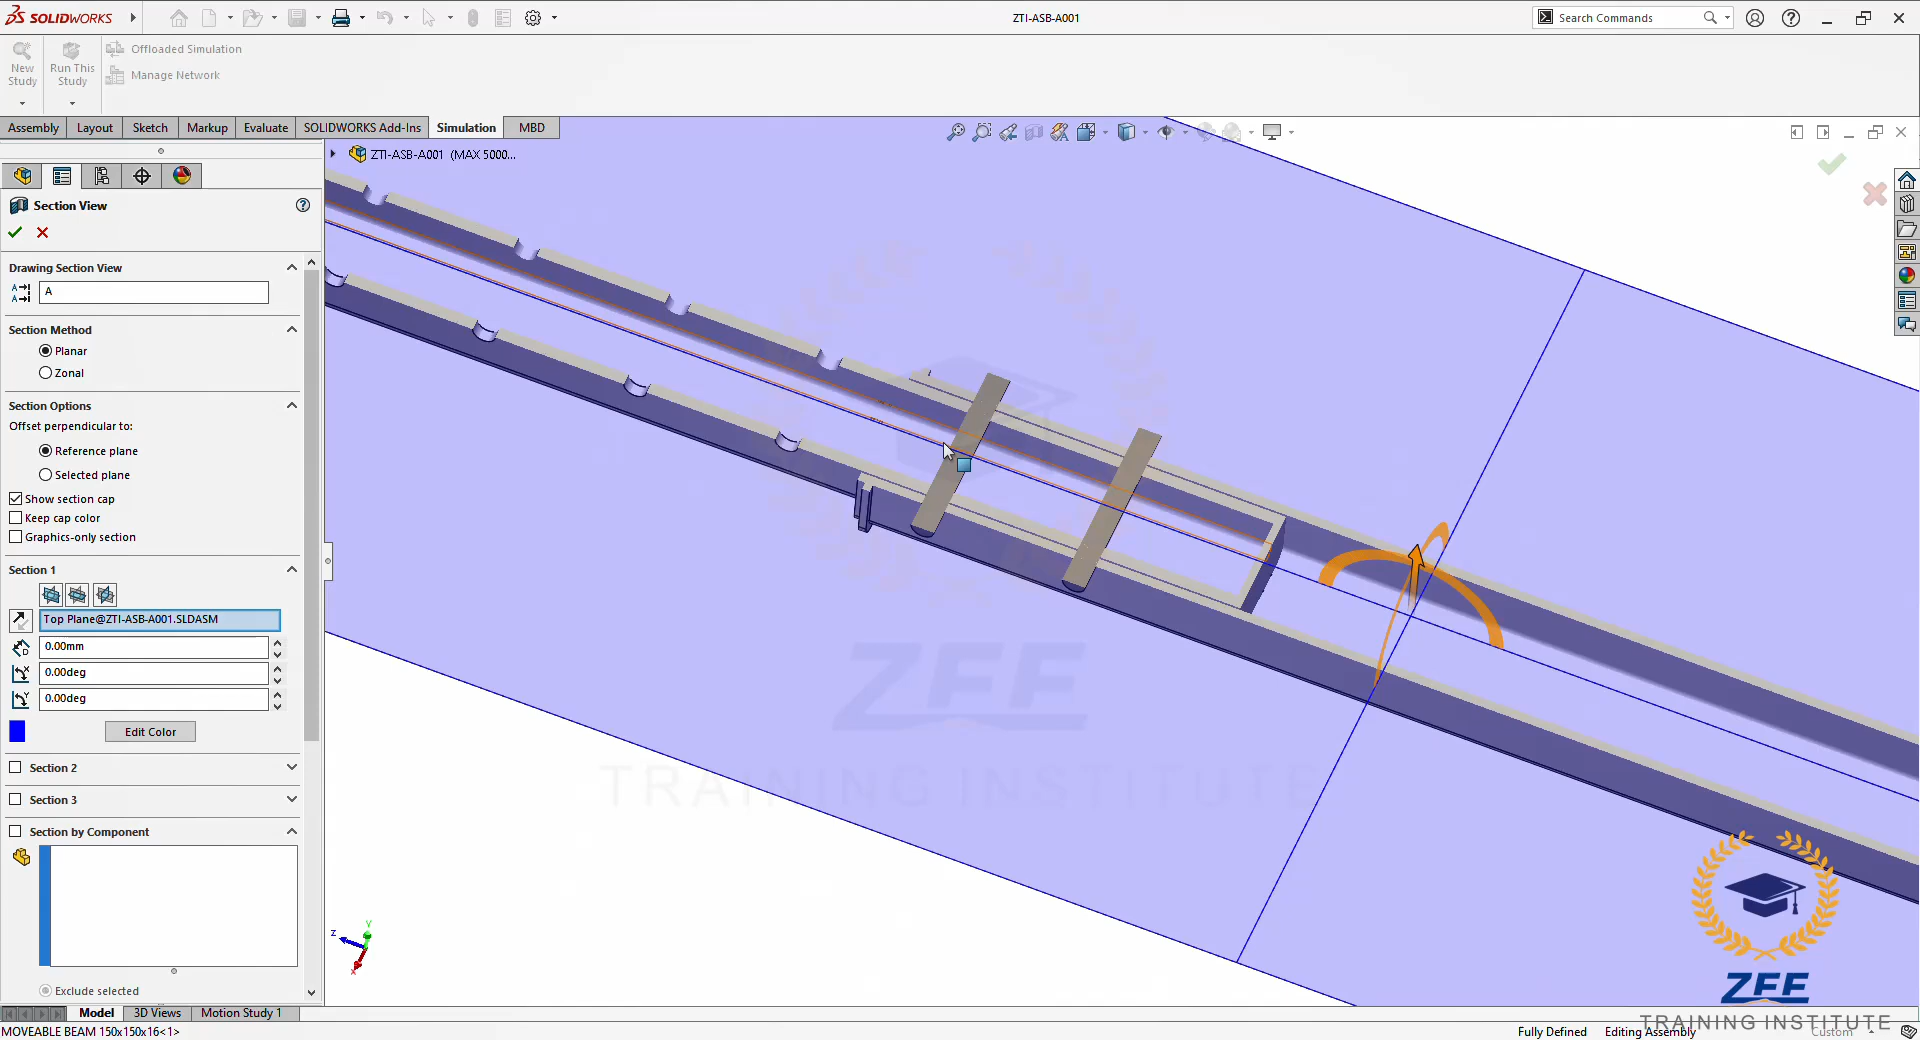 SOLIDWORKS
ZTI-ASB-A001
Search Commands
New Study
Run This Study
Offloaded Simulation
Manage Network
Assembly
Layout
Sketch
Markup
Evaluate
SOLIDWORKS Add-Ins
Simulation
MBD
ZTI-ASB-A001 (MAX 5000...
Section View
Drawing Section View
A
Section Method
Planar
Zonal
Section Options
Offset perpendicular to:
Reference plane
Selected plane
Show section cap
Keep cap color
Graphics-only section
Section 1
Top Plane@ZTI-ASB-A001.SLDASM
0.00mm
0.00deg
0.00deg
Edit Color
Section 2
Section 3
Section by Component
Exclude selected
Y
Z
X
ZEE
TRAINING INSTITUTE
ZEE
TRAINING INSTITUTE
Model
3D Views
Motion Study 1
MOVEABLE BEAM 150x150x16<1>
Fully Defined
Editing Assembly
Custom